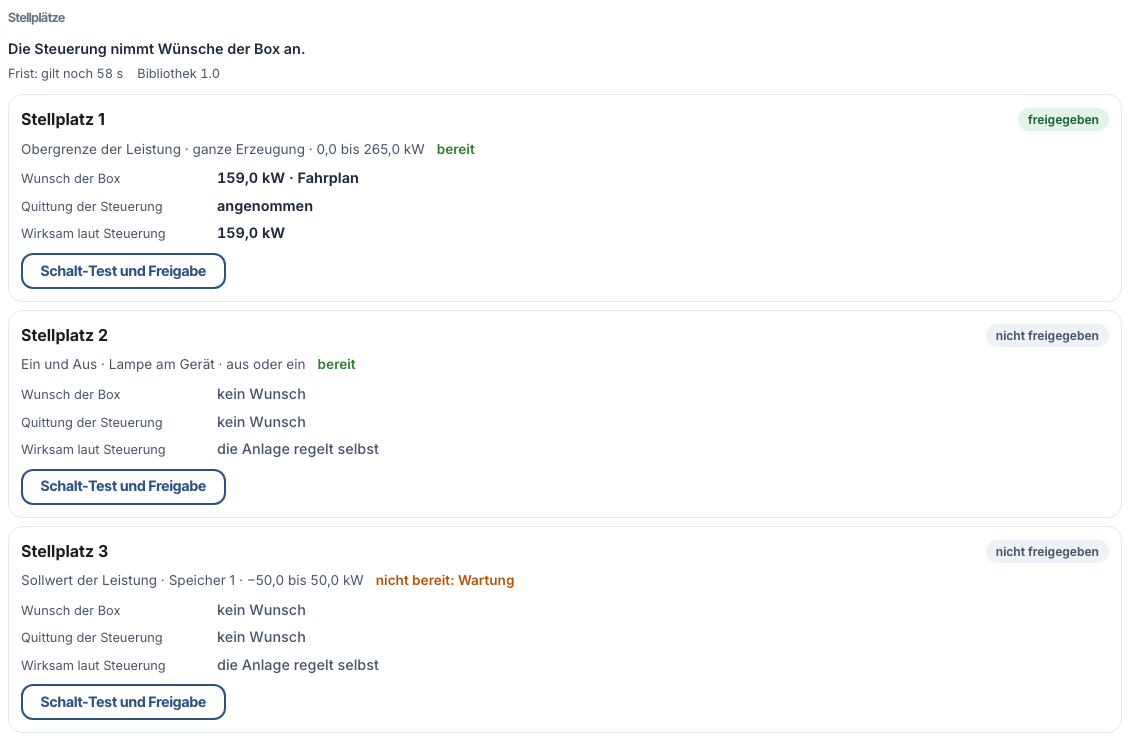 Stellplätze
Die Steuerung nimmt Wünsche der Box an.
Frist: gilt noch 58 s Bibliothek 1.0
Stellplatz 1 freigegeben
Obergrenze der Leistung · ganze Erzeugung · 0,0 bis 265,0 kW bereit
Wunsch der Box 159,0 kW · Fahrplan
Quittung der Steuerung angenommen
Wirksam laut Steuerung 159,0 kW
Schalt-Test und Freigabe
Stellplatz 2 nicht freigegeben
Ein und Aus · Lampe am Gerät · aus oder ein bereit
Wunsch der Box kein Wunsch
Quittung der Steuerung kein Wunsch
Wirksam laut Steuerung die Anlage regelt selbst
Schalt-Test und Freigabe
Stellplatz 3 nicht freigegeben
Sollwert der Leistung · Speicher 1 · −50,0 bis 50,0 kW nicht bereit: Wartung
Wunsch der Box kein Wunsch
Quittung der Steuerung kein Wunsch
Wirksam laut Steuerung die Anlage regelt selbst
Schalt-Test und Freigabe